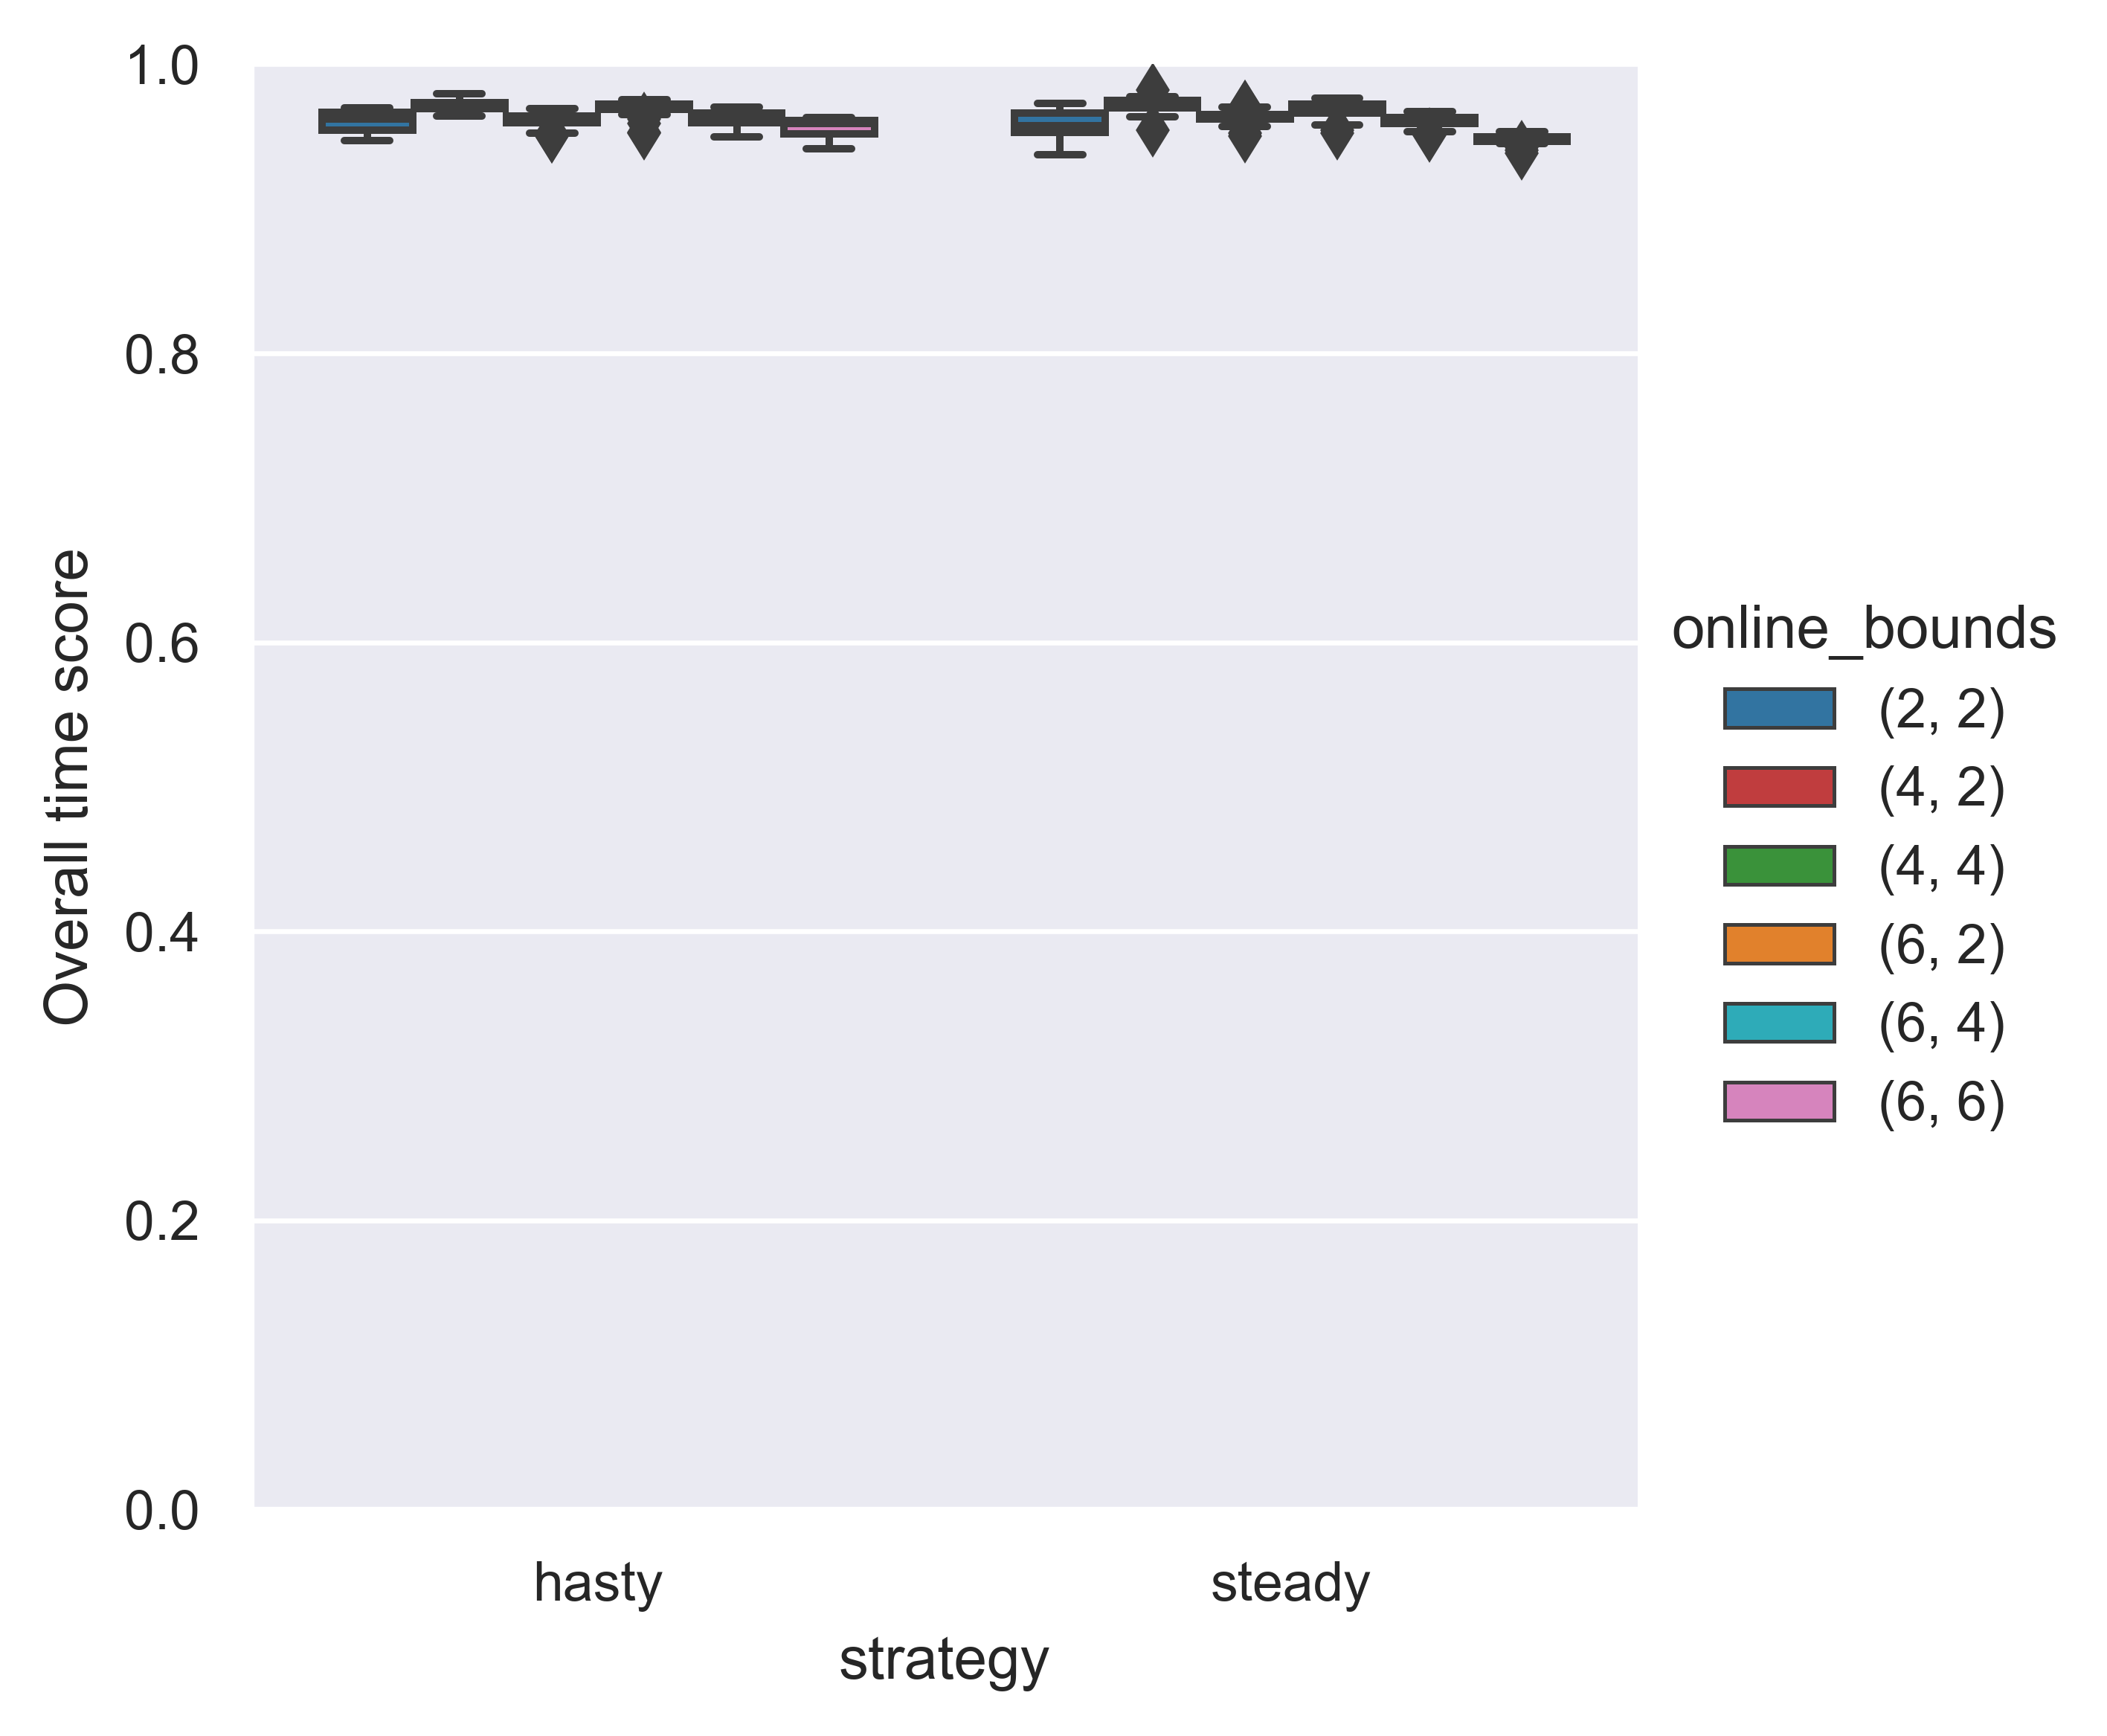 1.0
0.8
0.6
0.4
0.2
0.0
Overall time score
hasty
steady
strategy
online_bounds
(2, 2)
(4, 2)
(4, 4)
(6, 2)
(6, 4)
(6, 6)